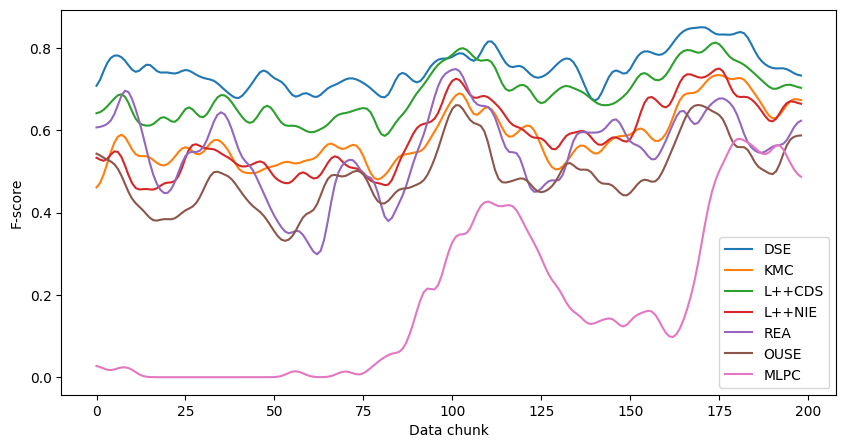 F-score
0.8
0.6
0.4
0.2
0.0
0 25 50 75 100 125 150 175 200
Data chunk
DSE
KMC
L++CDS
L++NIE
REA
OUSE
MLPC